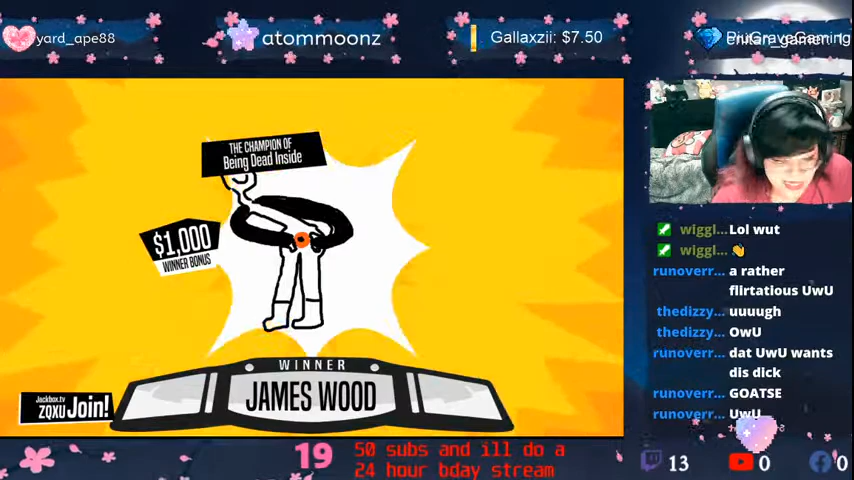 yard_ape88
atommoonz
Gallaxzii: $7.50
THE CHAMPION OF
Being Dead Inside
$1,000
WINNER BONUS
WINNER
JAMES WOOD
Jackbox.tv
ZQXU Join!
wiggl... Lol wut
wiggl...
runoverr... a rather
flirtatious UwU
thedizzy... uuuugh
thedizzy... OwU
runoverr... dat UwU wants
dis dick
runoverr... GOATSE
runoverr... UwU
19
50 subs and ill do a
24 hour bday stream
13
0
0